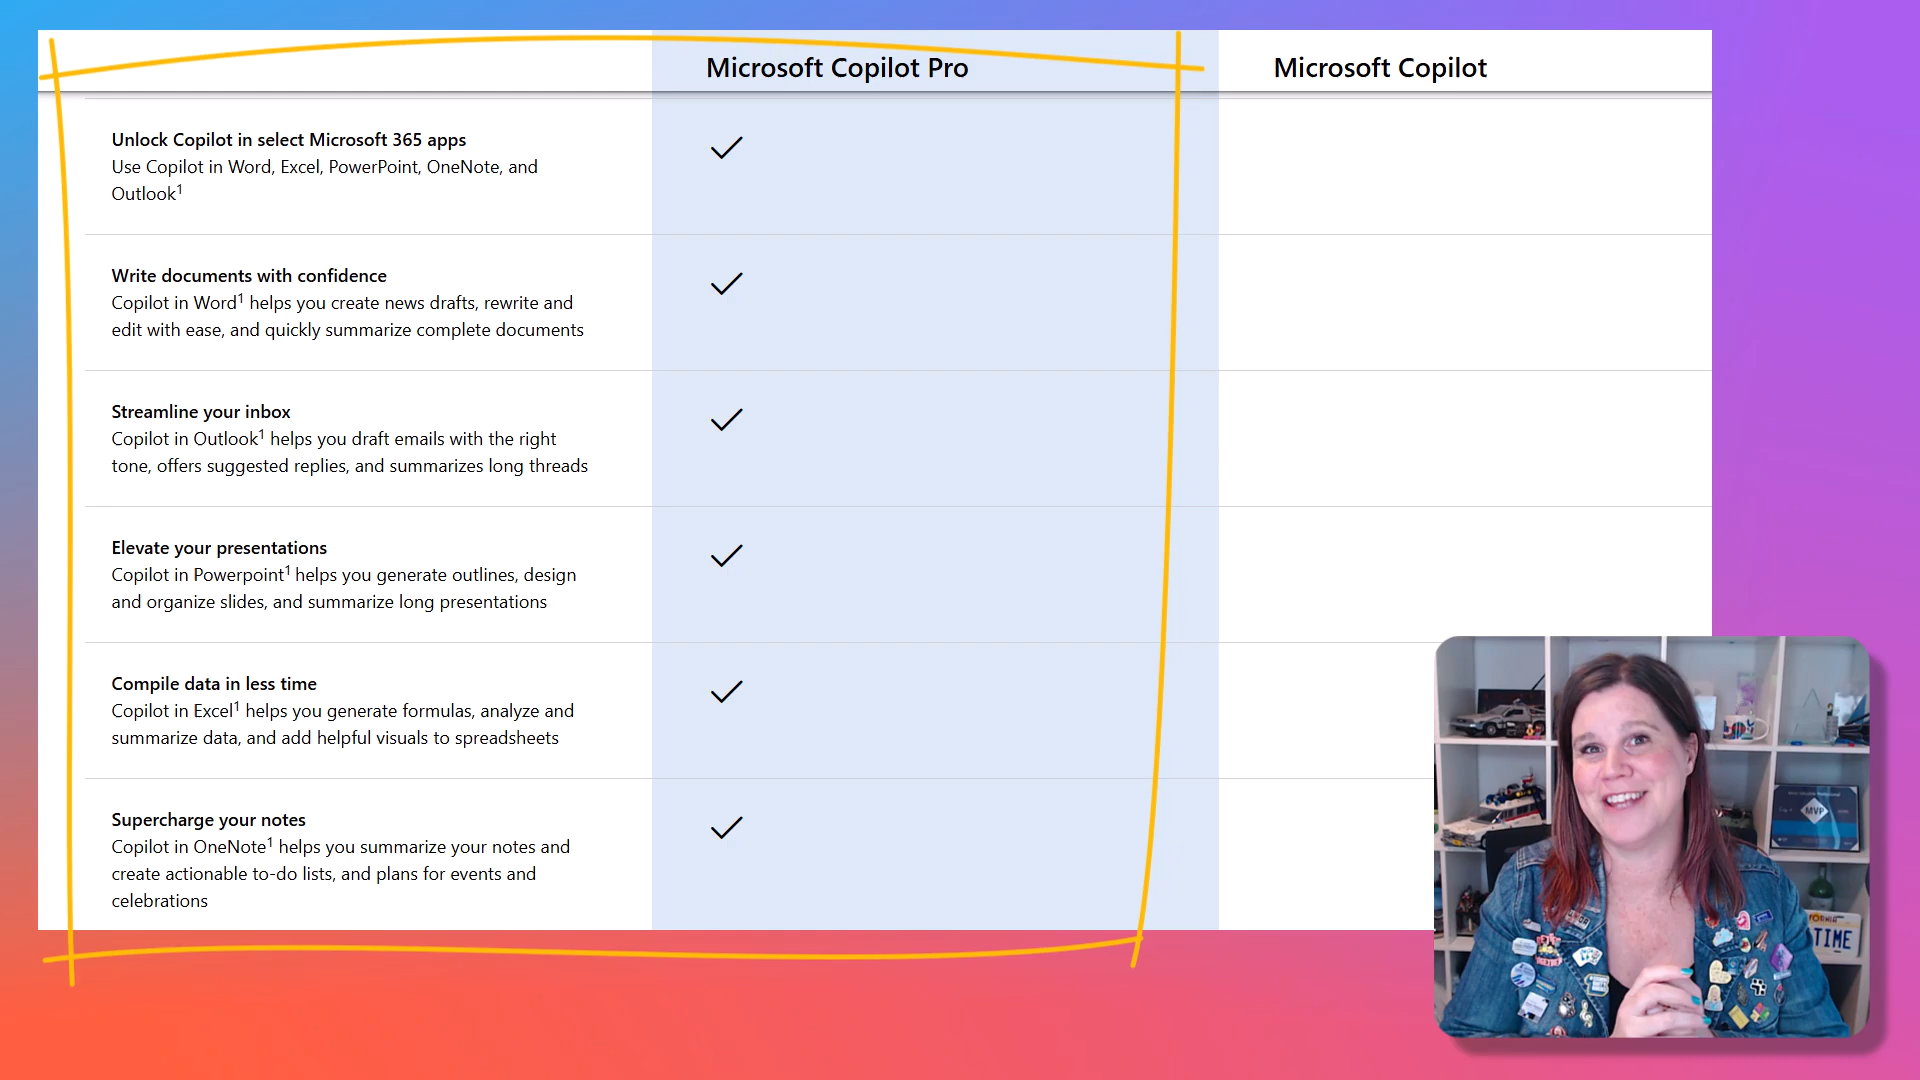 Microsoft Copilot Pro
Microsoft Copilot
Unlock Copilot in select Microsoft 365 apps
Use Copilot in Word, Excel, PowerPoint, OneNote, and
Outlook¹
Write documents with confidence
Copilot in Word¹ helps you create news drafts, rewrite and
edit with ease, and quickly summarize complete documents
Streamline your inbox
Copilot in Outlook¹ helps you draft emails with the right
tone, offers suggested replies, and summarizes long threads
Elevate your presentations
Copilot in Powerpoint¹ helps you generate outlines, design
and organize slides, and summarize long presentations
Compile data in less time
Copilot in Excel¹ helps you generate formulas, analyze and
summarize data, and add helpful visuals to spreadsheets
Supercharge your notes
Copilot in OneNote¹ helps you summarize your notes and
create actionable to-do lists, and plans for events and
celebrations
MVP
TIME